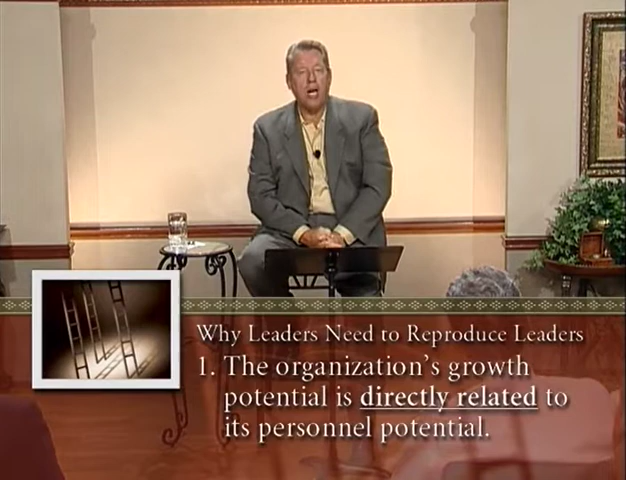 Why Leaders Need to Reproduce Leaders
1. The organization's growth
potential is directly related to
its personnel potential.